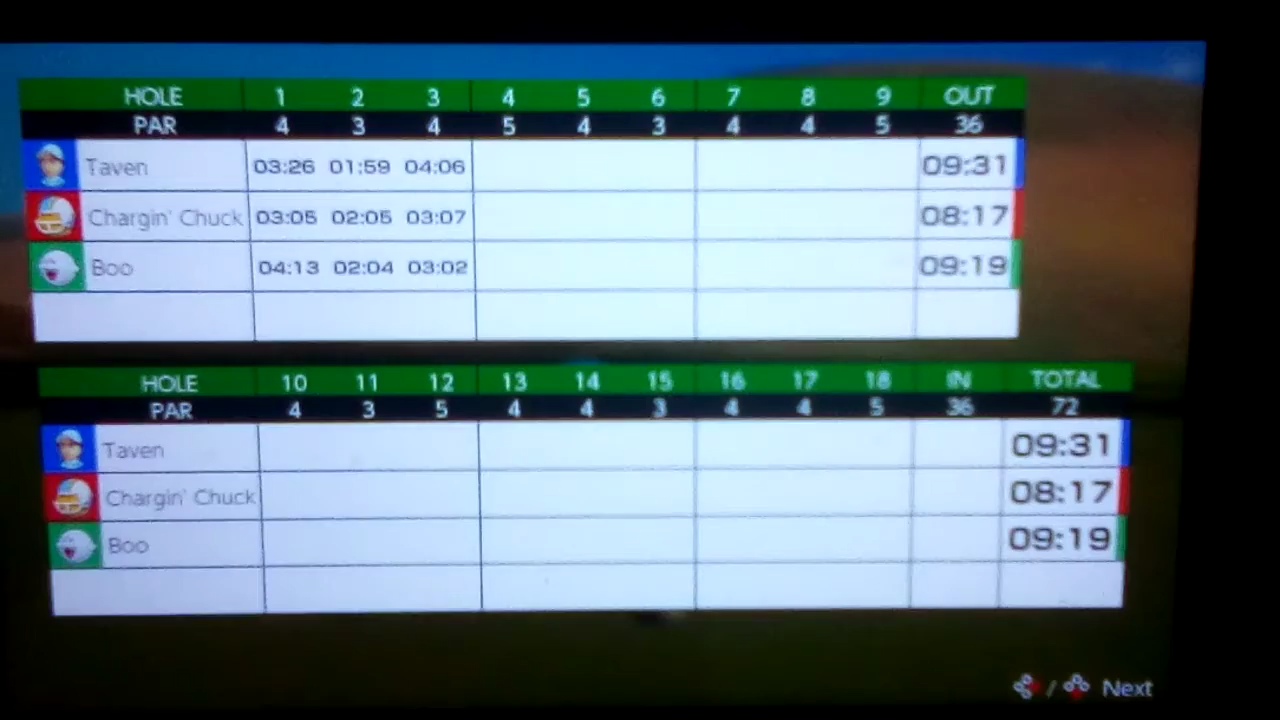 HOLE 1 2 3 4 5 6 7 8 9 OUT
PAR 4 3 4 5 4 3 4 4 5 36
Taven 03:26 01:59 04:06 09:31
Chargin' Chuck 03:05 02:05 03:07 08:17
Boo 04:13 02:04 03:02 09:19
HOLE 10 11 12 13 14 15 16 17 18 IN TOTAL
PAR 4 3 5 4 4 3 4 4 5 36 72
Taven 09:31
Chargin' Chuck 08:17
Boo 09:19
/ Next